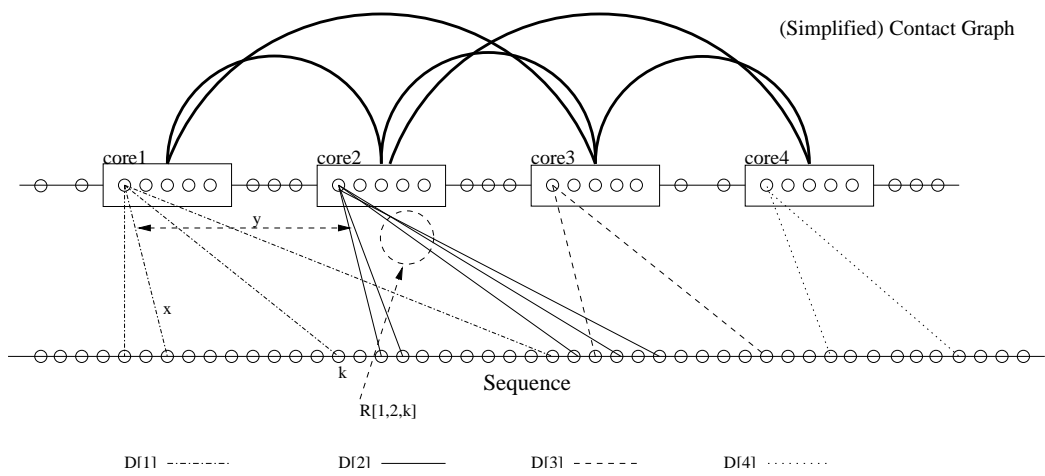 (Simplified) Contact Graph
core1
core2
core3
core4
y
x
k
Sequence
R[1,2,k]
D[1]
D[2]
D[3]
D[4]